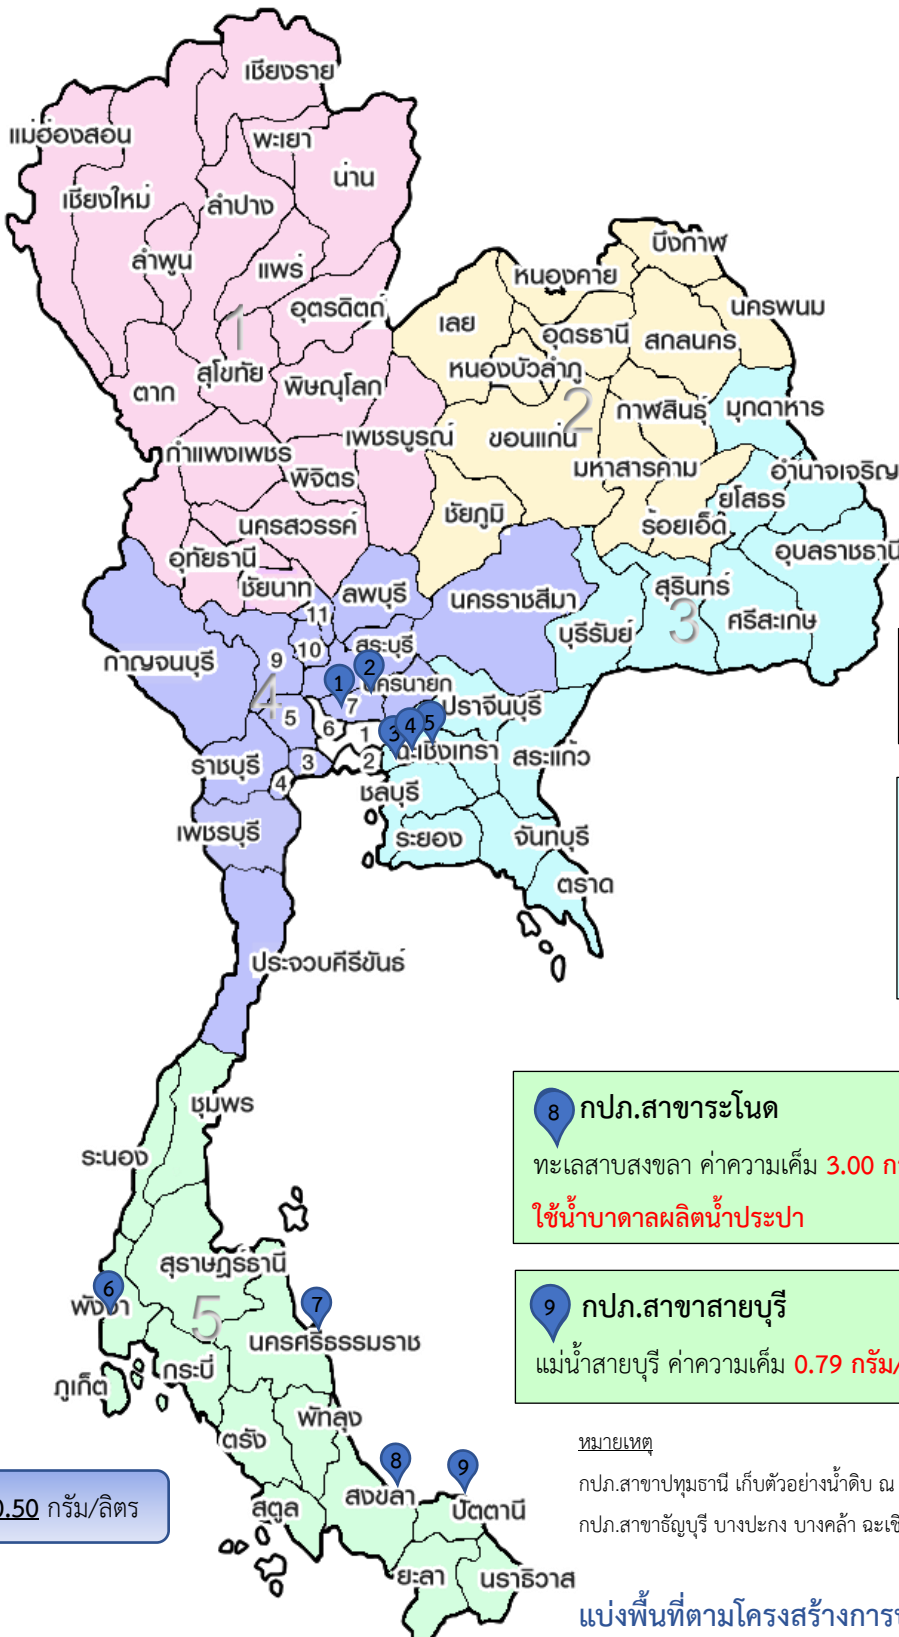 เชียงราย
แม่ฮ่องสอน
พะเยา
น่าน
เชียงใหม่
ลำปาง
ลำพูน
แพร่
อุตรดิตถ์
1
สุโขทัย
ตาก
พิษณุโลก
กำแพงเพชร
เพชรบูรณ์
พิจิตร
นครสวรรค์
อุทัยธานี
ชัยนาท
บึงกาฬ
หนองคาย
นครพนม
เลย
อุดรธานี
สกลนคร
หนองบัวลำภู
2
กาฬสินธุ์
มุกดาหาร
ขอนแก่น
มหาสารคาม
อำนาจเจริญ
ยโสธร
ชัยภูมิ
ร้อยเอ็ด
อุบลราชธานี
สุรินทร์
3
ศรีสะเกษ
บุรีรัมย์
นครราชสีมา
ลพบุรี
11
สระบุรี
10
9
กาญจนบุรี
4
1
2
นครนายก
7
5
6
1
ปราจีนบุรี
3
4
5
ฉะเชิงเทรา
สระแก้ว
ราชบุรี
3
2
4
ชลบุรี
เพชรบุรี
ระยอง
จันทบุรี
ตราด
ประจวบคีรีขันธ์
ชุมพร
ระนอง
สุราษฎร์ธานี
6
พังงา
5
7
นครศรีธรรมราช
ภูเก็ต
กระบี่
ตรัง
พัทลุง
8
9
สตูล
สงขลา
ปัตตานี
ยะลา
นราธิวาส
8 กปภ.สาขาระโนด
ทะเลสาบสงขลา ค่าความเค็ม 3.00
ใช้น้ำบาดาลผลิตน้ำประปา
9 กปภ.สาขาสายบุรี
แม่น้ำสายบุรี ค่าความเค็ม 0.79 กรัม/
หมายเหตุ
กปภ.สาขาปทุมธานี เก็บตัวอย่างน้ำดิบ ณ
กปภ.สาขาธัญบุรี บางปะกง บางคล้า ฉะเชิ
0.50 กรัม/ลิตร
แบ่งพื้นที่ตามโครงสร้างการ